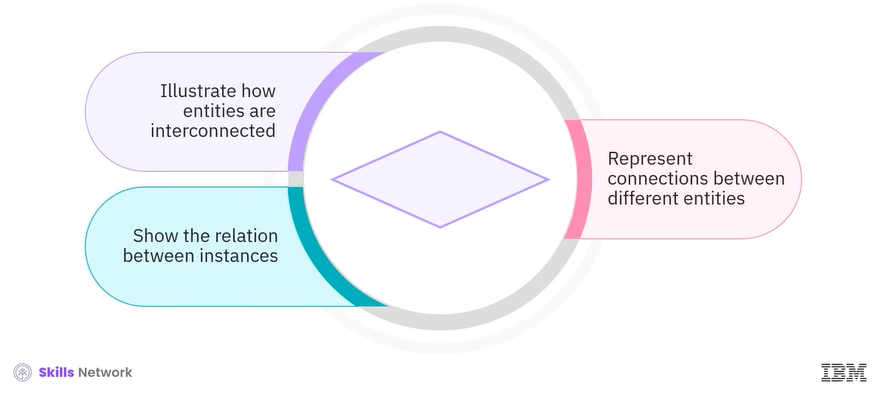 Illustrate how
entities are
interconnected
Show the relation
between instances
Represent
connections between
different entities
Skills Network
IBM